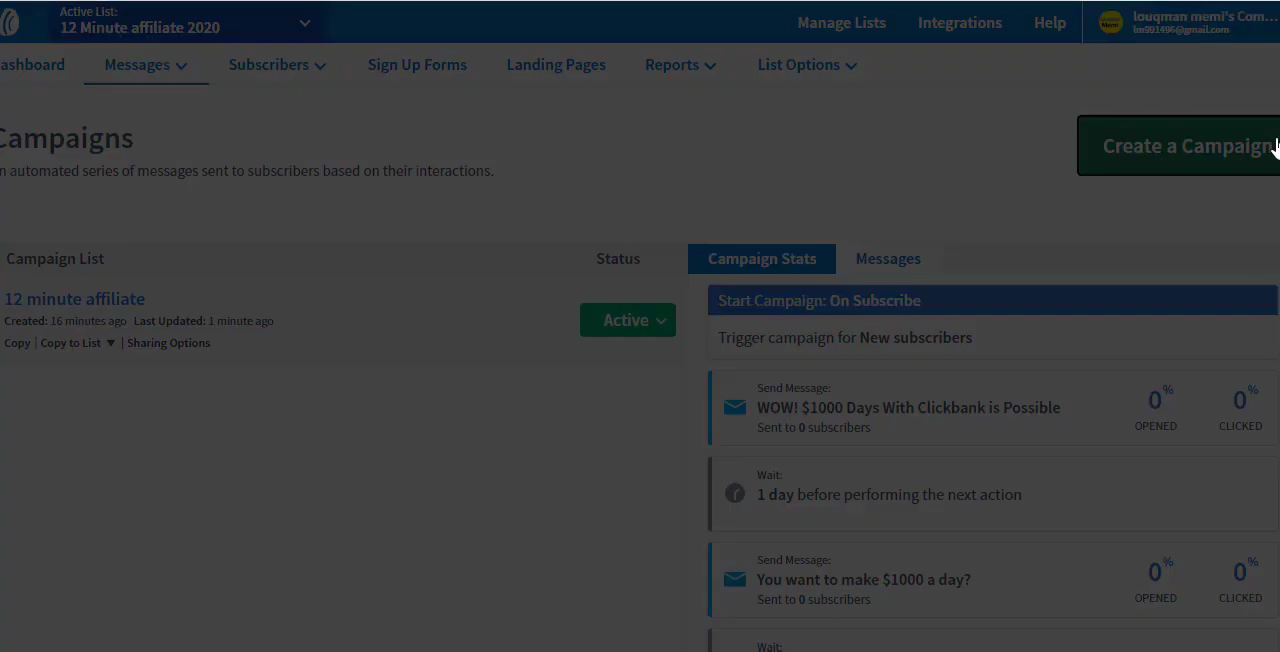 Active List:
12 Minute affiliate 2020
Manage Lists
Integrations
Help
louqman memi's Com...
lm991496@gmail.com
ashboard
Messages
Subscribers
Sign Up Forms
Landing Pages
Reports
List Options
Campaigns
Create a Campaign
n automated series of messages sent to subscribers based on their interactions.
Campaign List
Status
Campaign Stats
Messages
12 minute affiliate
Created: 16 minutes ago Last Updated: 1 minute ago
Copy | Copy to List ▼ | Sharing Options
Active
Start Campaign: On Subscribe
Trigger campaign for New subscribers
Send Message:
WOW! $1000 Days With Clickbank is Possible
Sent to 0 subscribers
0%
OPENED
0%
CLICKED
Wait:
1 day before performing the next action
Send Message:
You want to make $1000 a day?
Sent to 0 subscribers
0%
OPENED
0%
CLICKED
Wait: